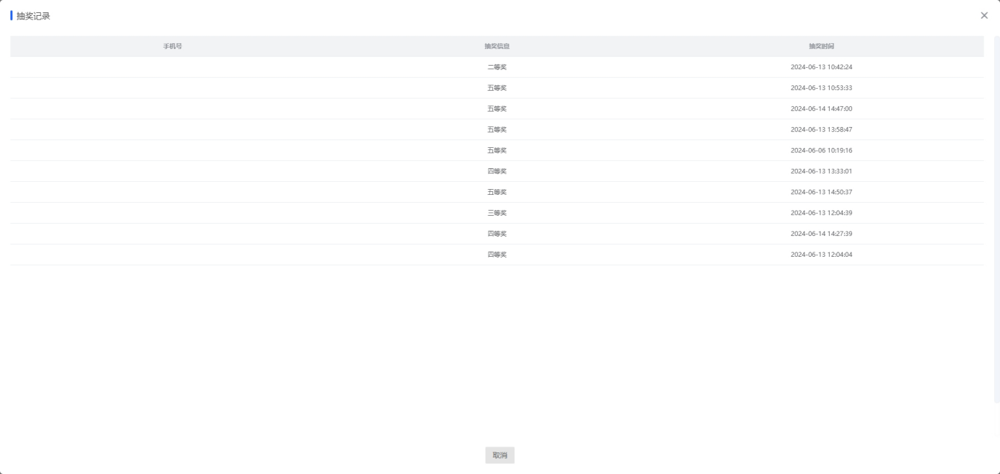 抽奖记录
手机号 抽奖信息 抽奖时间
二等奖 2024-06-13 10:42:24
五等奖 2024-06-13 10:53:33
五等奖 2024-06-14 14:47:00
五等奖 2024-06-13 13:58:47
五等奖 2024-06-06 10:19:16
四等奖 2024-06-13 13:33:01
五等奖 2024-06-13 14:50:37
三等奖 2024-06-13 12:04:39
四等奖 2024-06-14 14:27:39
四等奖 2024-06-13 12:04:04
取消